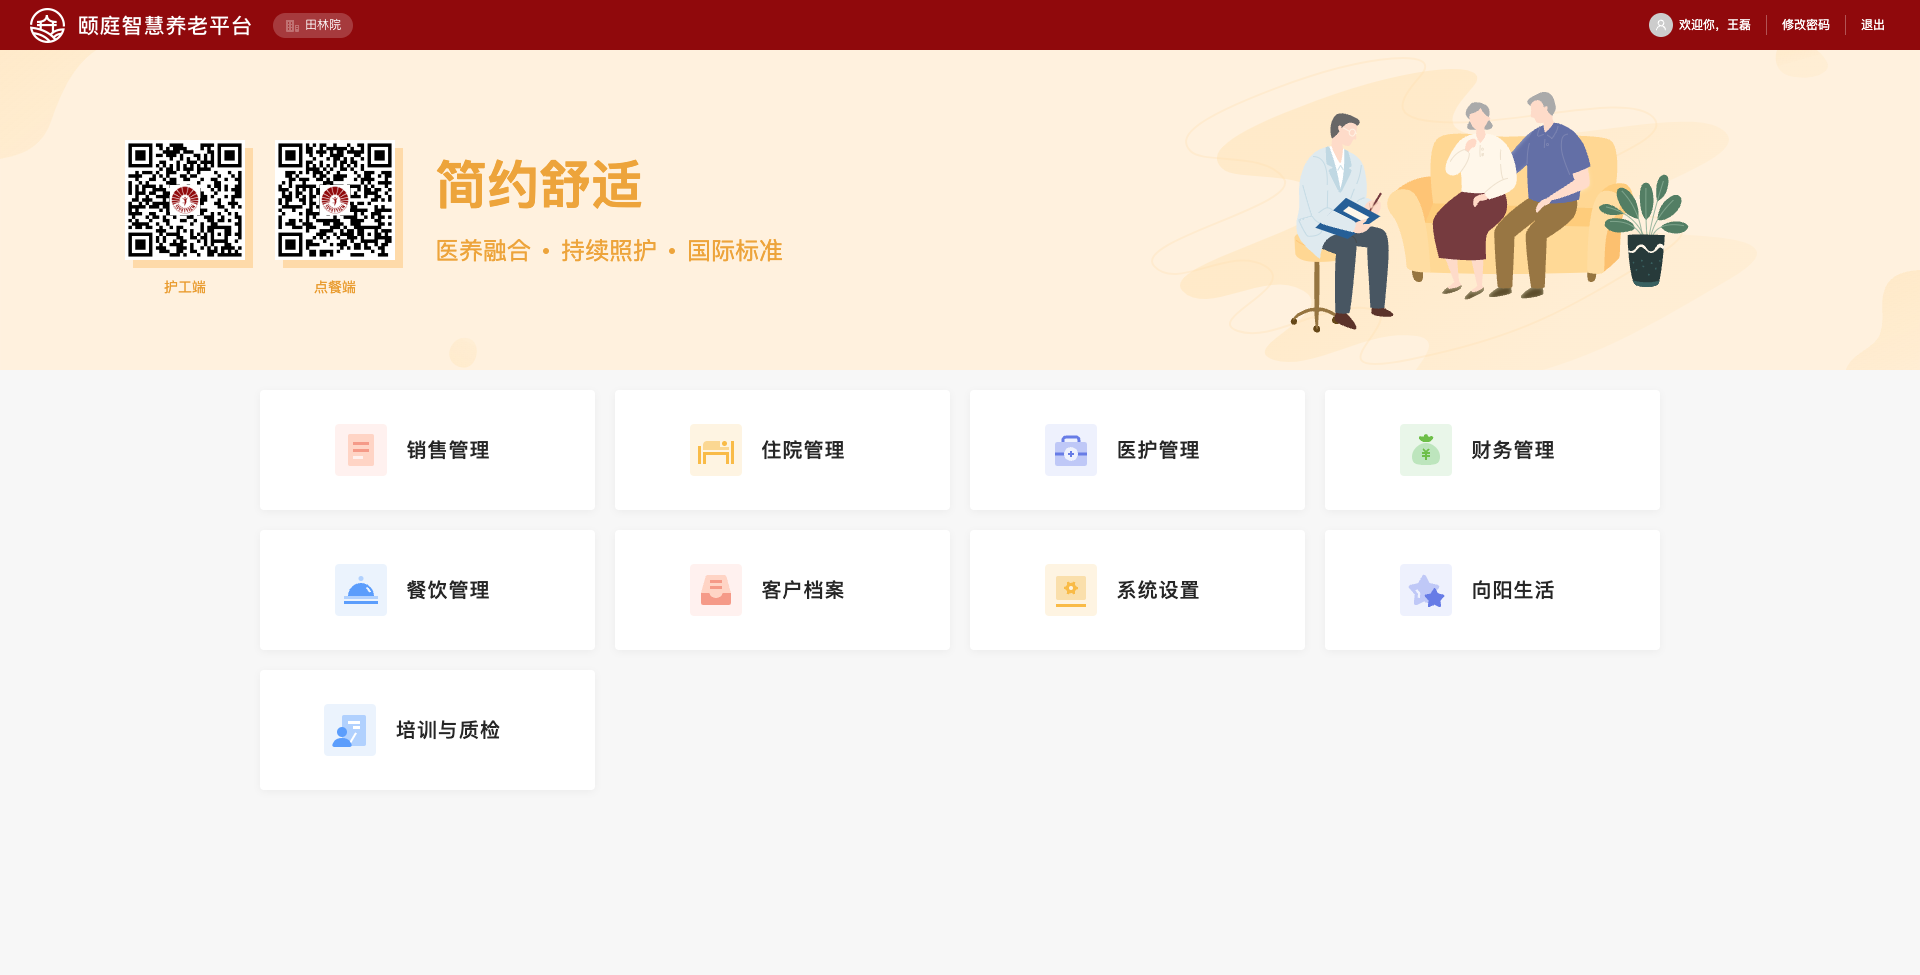 颐庭智慧养老平台
田林院
欢迎你，王磊
修改密码
退出
简约舒适
医养融合 • 持续照护 • 国际标准
护工端
点餐端
销售管理
住院管理
医护管理
财务管理
餐饮管理
客户档案
系统设置
向阳生活
培训与质检